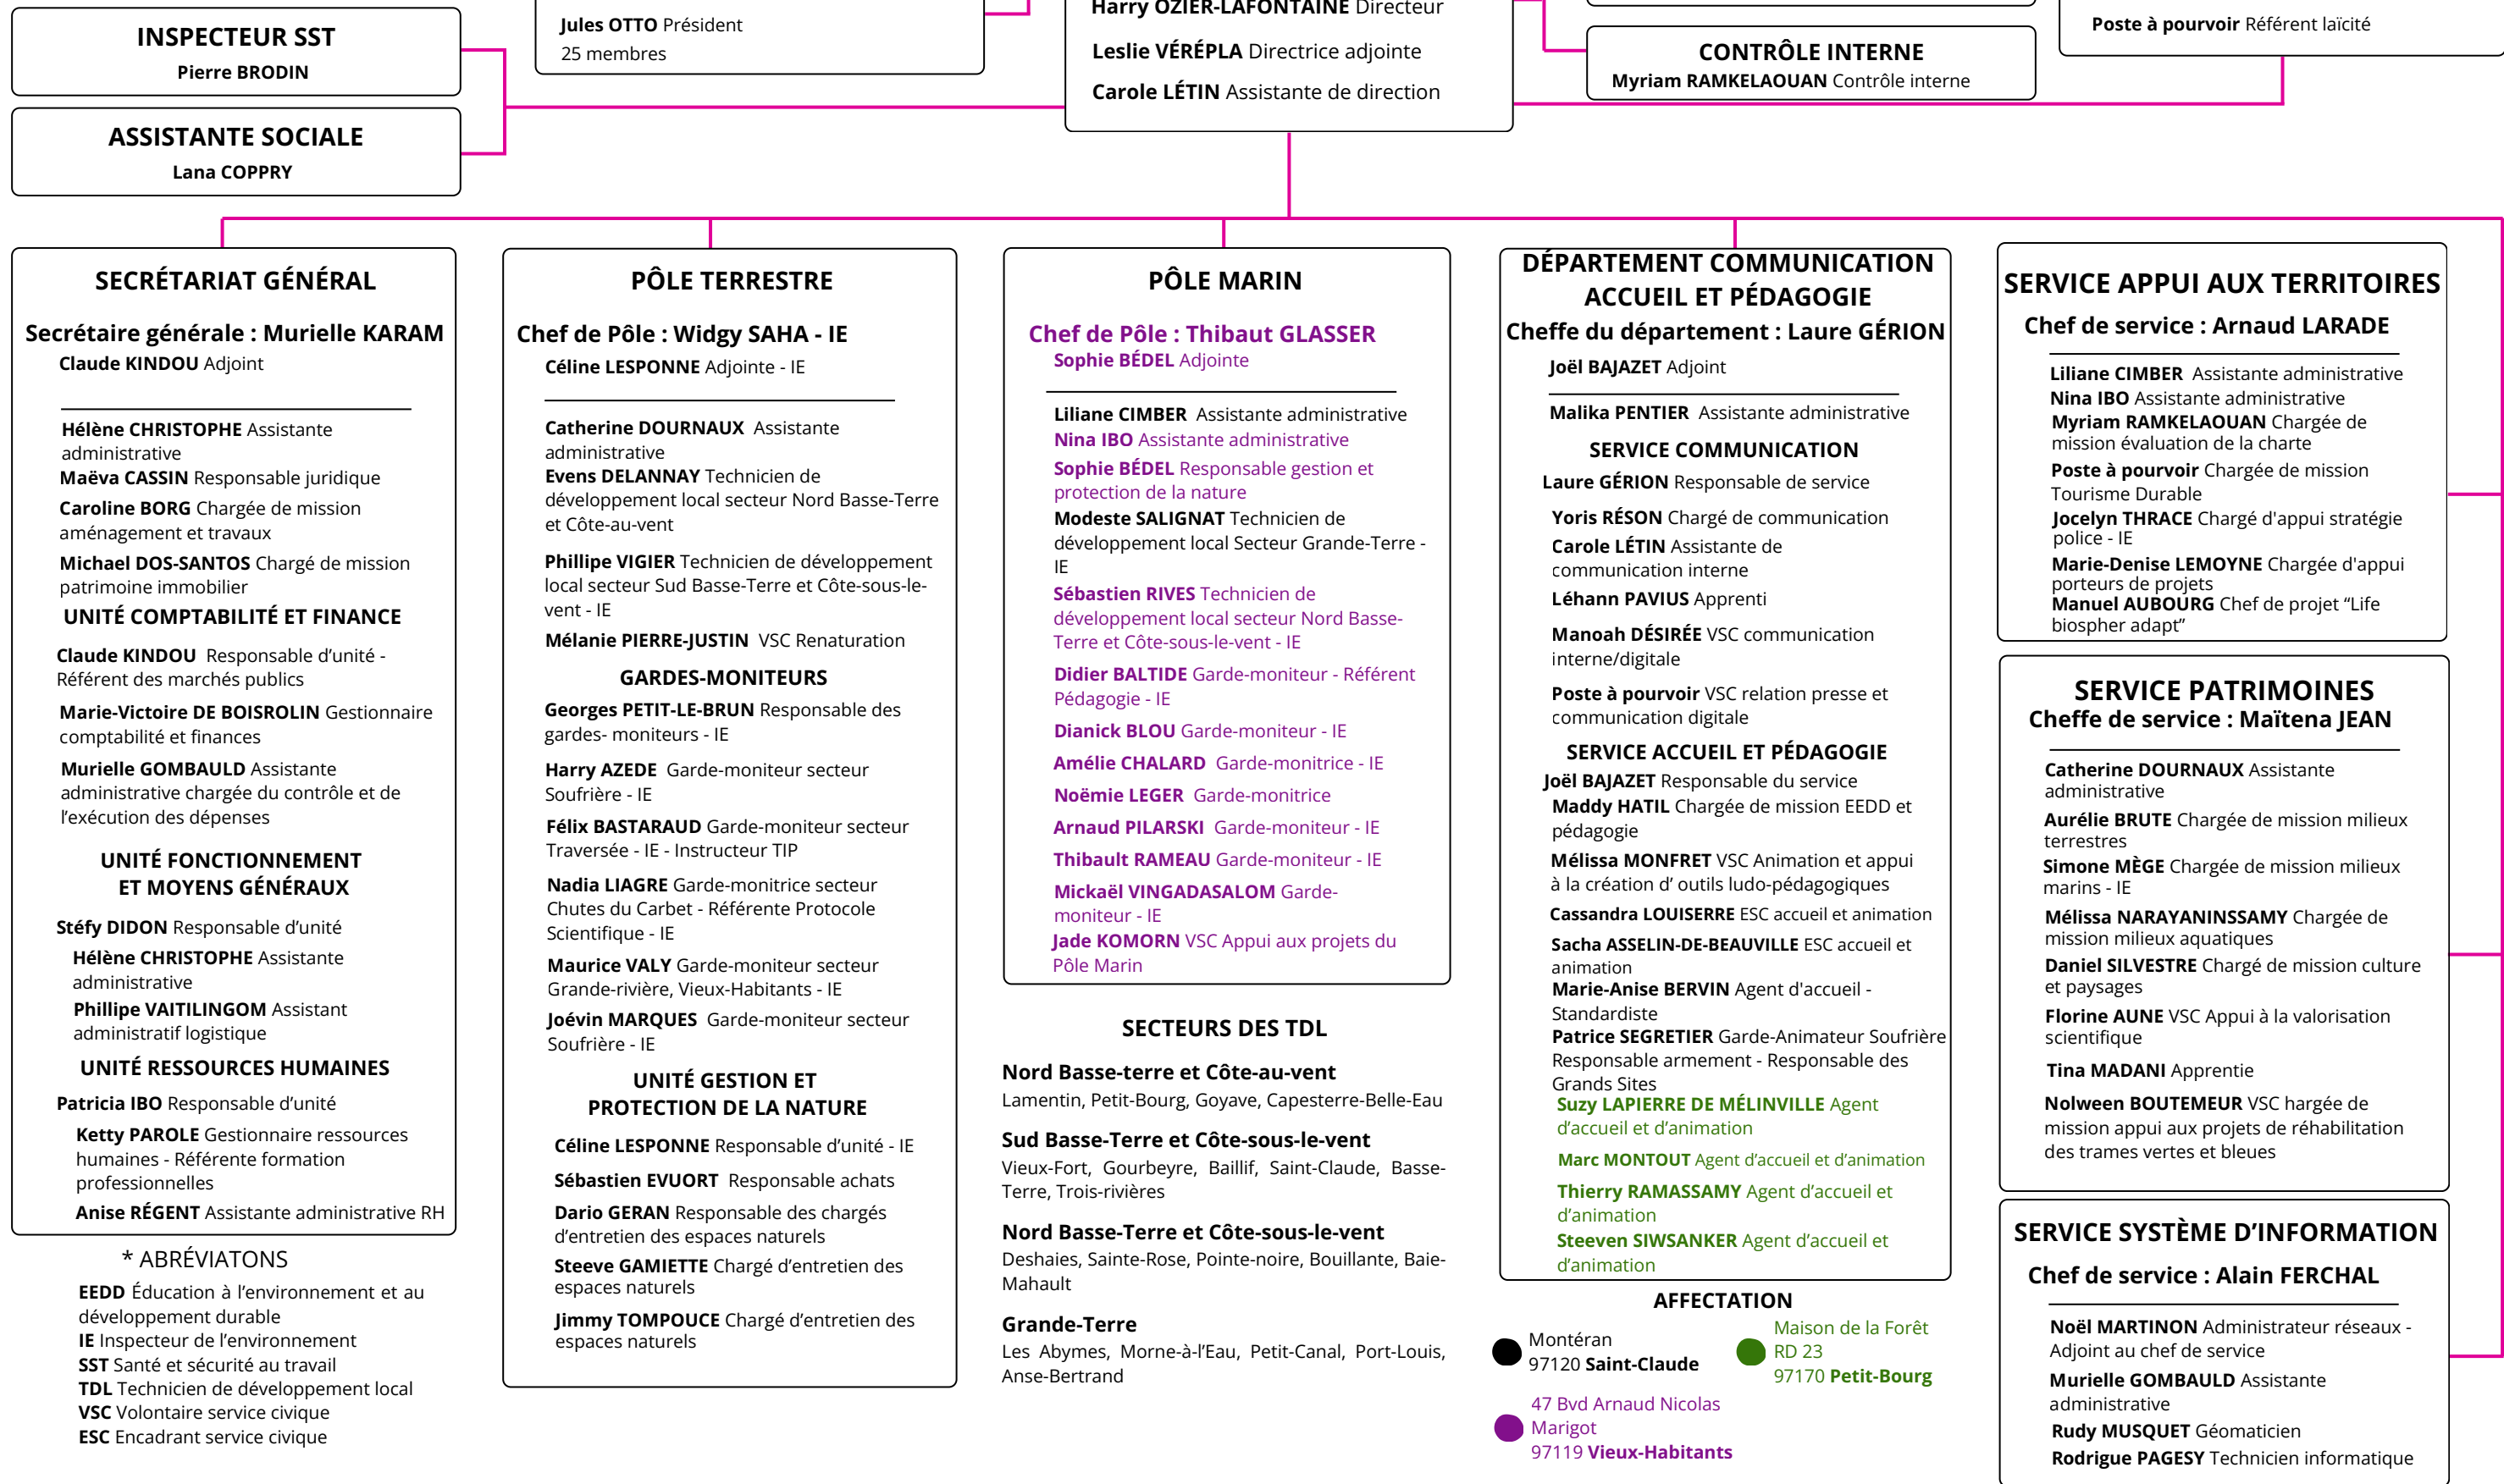 INSPECTEUR SST
Pierre BRODIN
ASSISTANTE SOCIALE
Lana COPPRY
Jules OTTO Président
25 membres
Harry OZIER-LAFONTAINE Directeur
Leslie VÉRÉPLA Directrice adjointe
Carole LÉTIN Assistante de direction
CONTRÔLE INTERNE
Myriam RAMKELAOUAN Contrôle interne
Poste à pourvoir Référent laïcité
SECRÉTARIAT GÉNÉRAL
Secrétaire générale : Murielle KARAM
Claude KINDOU Adjoint
Hélène CHRISTOPHE Assistante
administrative
Maëva CASSIN Responsable juridique
Caroline BORG Chargée de mission
aménagement et travaux
Michael DOS-SANTOS Chargé de mission
patrimoine immobilier
UNITÉ COMPTABILITÉ ET FINANCE
Claude KINDOU Responsable d’unité -
Référent des marchés publics
Marie-Victoire DE BOISROLIN Gestionnaire
comptabilité et finances
Murielle GOMBAULD Assistante
administrative chargée du contrôle et de
l’exécution des dépenses
UNITÉ FONCTIONNEMENT
ET MOYENS GÉNÉRAUX
Stéfy DIDON Responsable d’unité
Hélène CHRISTOPHE Assistante
administrative
Phillipe VAITILINGOM Assistant
administratif logistique
UNITÉ RESSOURCES HUMAINES
Patricia IBO Responsable d’unité
Ketty PAROLE Gestionnaire ressources
humaines - Référente formation
professionnelles
Anise RÉGENT Assistante administrative RH
* ABRÉVIATONS
EEDD Éducation à l’environnement et au
développement durable
IE Inspecteur de l’environnement
SST Santé et sécurité au travail
TDL Technicien de développement local
VSC Volontaire service civique
ESC Encadrant service civique
PÔLE TERRESTRE
Chef de Pôle : Widgy SAHA - IE
Céline LESPONNE Adjointe - IE
Catherine DOURNAUX Assistante
administrative
Evens DELANNAY Technicien de
développement local secteur Nord Basse-Terre
et Côte-au-vent
Phillipe VIGIER Technicien de développement
local secteur Sud Basse-Terre et Côte-sous-le-
vent - IE
Mélanie PIERRE-JUSTIN VSC Renaturation
GARDES-MONITEURS
Georges PETIT-LE-BRUN Responsable des
gardes- moniteurs - IE
Harry AZEDE Garde-moniteur secteur
Soufrière - IE
Félix BASTARAUD Garde-moniteur secteur
Traversée - IE - Instructeur TIP
Nadia LIAGRE Garde-monitrice secteur
Chutes du Carbet - Référente Protocole
Scientifique - IE
Maurice VALY Garde-moniteur secteur
Grande-rivière, Vieux-Habitants - IE
Joévin MARQUES Garde-moniteur secteur
Soufrière - IE
UNITÉ GESTION ET
PROTECTION DE LA NATURE
Céline LESPONNE Responsable d’unité - IE
Sébastien EVUORT Responsable achats
Dario GERAN Responsable des chargés
d’entretien des espaces naturels
Steeve GAMIETTE Chargé d’entretien des
espaces naturels
Jimmy TOMPOUCE Chargé d’entretien des
espaces naturels
PÔLE MARIN
Chef de Pôle : Thibaut GLASSER
Sophie BÉDEL Adjointe
Liliane CIMBER Assistante administrative
Nina IBO Assistante administrative
Sophie BÉDEL Responsable gestion et
protection de la nature
Modeste SALIGNAT Technicien de
développement local Secteur Grande-Terre -
IE
Sébastien RIVES Technicien de
développement local secteur Nord Basse-
Terre et Côte-sous-le-vent - IE
Didier BALTIDE Garde-moniteur - Référent
Pédagogie - IE
Dianick BLOU Garde-moniteur - IE
Amélie CHALARD Garde-monitrice - IE
Noëmie LEGER Garde-monitrice
Arnaud PILARSKI Garde-moniteur - IE
Thibault RAMEAU Garde-moniteur - IE
Mickaël VINGADASALOM Garde-
moniteur - IE
Jade KOMORN VSC Appui aux projets du
Pôle Marin
SECTEURS DES TDL
Nord Basse-terre et Côte-au-vent
Lamentin, Petit-Bourg, Goyave, Capesterre-Belle-Eau
Sud Basse-Terre et Côte-sous-le-vent
Vieux-Fort, Gourbeyre, Baillif, Saint-Claude, Basse-
Terre, Trois-rivières
Nord Basse-Terre et Côte-sous-le-vent
Deshaies, Sainte-Rose, Pointe-noire, Bouillante, Baie-
Mahault
Grande-Terre
Les Abymes, Morne-à-l’Eau, Petit-Canal, Port-Louis,
Anse-Bertrand
DÉPARTEMENT COMMUNICATION
ACCUEIL ET PÉDAGOGIE
Cheffe du département : Laure GÉRION
Joël BAJAZET Adjoint
Malika PENTIER Assistante administrative
SERVICE COMMUNICATION
Laure GÉRION Responsable de service
Yoris RÉSON Chargé de communication
Carole LÉTIN Assistante de
communication interne
Léhann PAVIUS Apprenti
Manoah DÉSIRÉE VSC communication
interne/digitale
Poste à pourvoir VSC relation presse et
communication digitale
SERVICE ACCUEIL ET PÉDAGOGIE
Joël BAJAZET Responsable du service
Maddy HATIL Chargée de mission EEDD et
pédagogie
Mélissa MONFRET VSC Animation et appui
à la création d’ outils ludo-pédagogiques
Cassandra LOUISERRE ESC accueil et animation
Sacha ASSELIN-DE-BEAUVILLE ESC accueil et
animation
Marie-Anise BERVIN Agent d'accueil -
Standardiste
Patrice SEGRETIER Garde-Animateur Soufrière
Responsable armement - Responsable des
Grands Sites
Suzy LAPIERRE DE MÉLINVILLE Agent
d’accueil et d’animation
Marc MONTOUT Agent d’accueil et d’animation
Thierry RAMASSAMY Agent d’accueil et
d’animation
Steeven SIWSANKER Agent d’accueil et
d’animation
AFFECTATION
Montéran
97120 Saint-Claude
Maison de la Forêt
RD 23
97170 Petit-Bourg
47 Bvd Arnaud Nicolas
Marigot
97119 Vieux-Habitants
SERVICE APPUI AUX TERRITOIRES
Chef de service : Arnaud LARADE
Liliane CIMBER Assistante administrative
Nina IBO Assistante administrative
Myriam RAMKELAOUAN Chargée de
mission évaluation de la charte
Poste à pourvoir Chargée de mission
Tourisme Durable
Jocelyn THRACE Chargé d'appui stratégie
police - IE
Marie-Denise LEMOYNE Chargée d'appui
porteurs de projets
Manuel AUBOURG Chef de projet “Life
biospher adapt”
SERVICE PATRIMOINES
Cheffe de service : Maïtena JEAN
Catherine DOURNAUX Assistante
administrative
Aurélie BRUTE Chargée de mission milieux
terrestres
Simone MÈGE Chargée de mission milieux
marins - IE
Mélissa NARAYANINSSAMY Chargée de
mission milieux aquatiques
Daniel SILVESTRE Chargé de mission culture
et paysages
Florine AUNE VSC Appui à la valorisation
scientifique
Tina MADANI Apprentie
Nolween BOUTEMEUR VSC hargée de
mission appui aux projets de réhabilitation
des trames vertes et bleues
SERVICE SYSTÈME D’INFORMATION
Chef de service : Alain FERCHAL
Noël MARTINON Administrateur réseaux -
Adjoint au chef de service
Murielle GOMBAULD Assistante
administrative
Rudy MUSQUET Géomaticien
Rodrigue PAGESY Technicien informatique